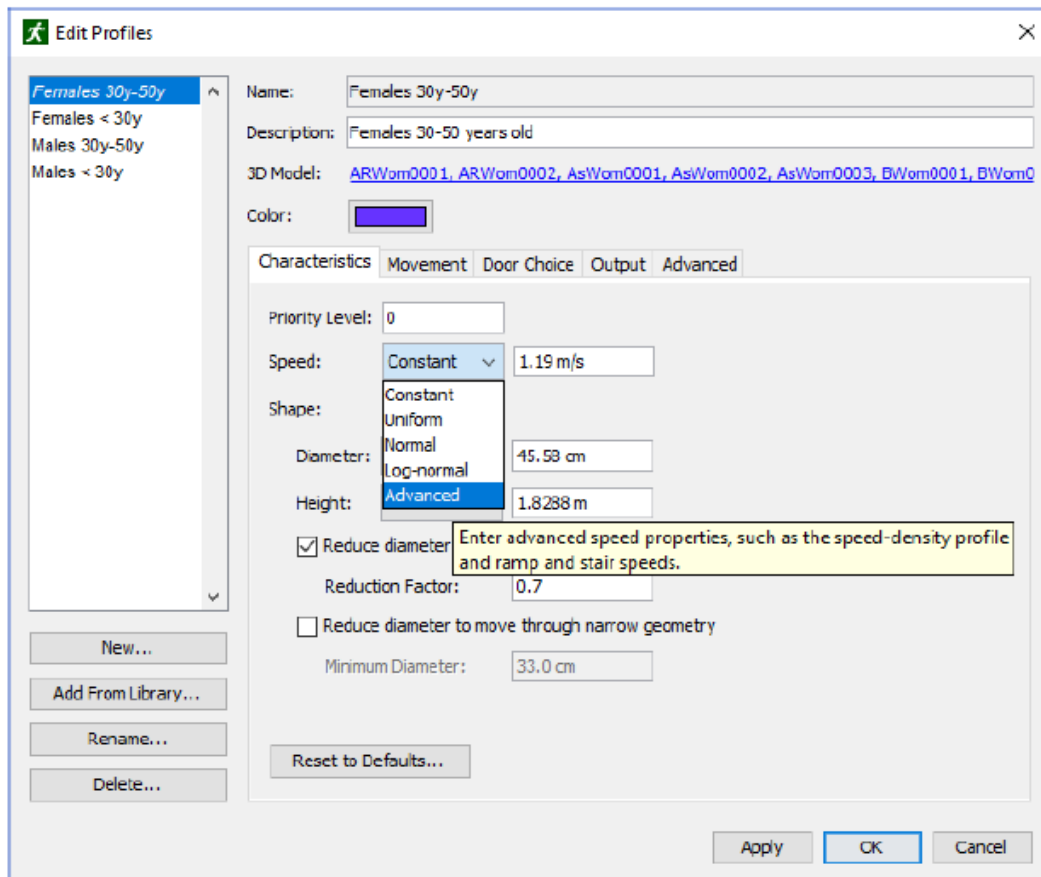 Edit Profiles
Females 30y-50y
Females < 30y
Males 30y-50y
Males < 30y
New...
Add From Library...
Rename...
Delete...
Name: Females 30y-50y
Description: Females 30-50 years old
3D Model: ARWom0001, ARWom0002, AsWom0001, AsWom0002, AsWom0003, BWom0001, BWom0
Color:
Characteristics Movement Door Choice Output Advanced
Priority Level: 0
Speed: Constant 1.19 m/s
Constant
Uniform
Normal
Log-normal
Advanced
Shape:
Diameter: 45.58 cm
Height: 1.8288 m
Enter advanced speed properties, such as the speed-density profile
and ramp and stair speeds.
Reduce diameter
Reduction Factor: 0.7
Reduce diameter to move through narrow geometry
Minimum Diameter: 33.0 cm
Reset to Defaults...
Apply OK Cancel